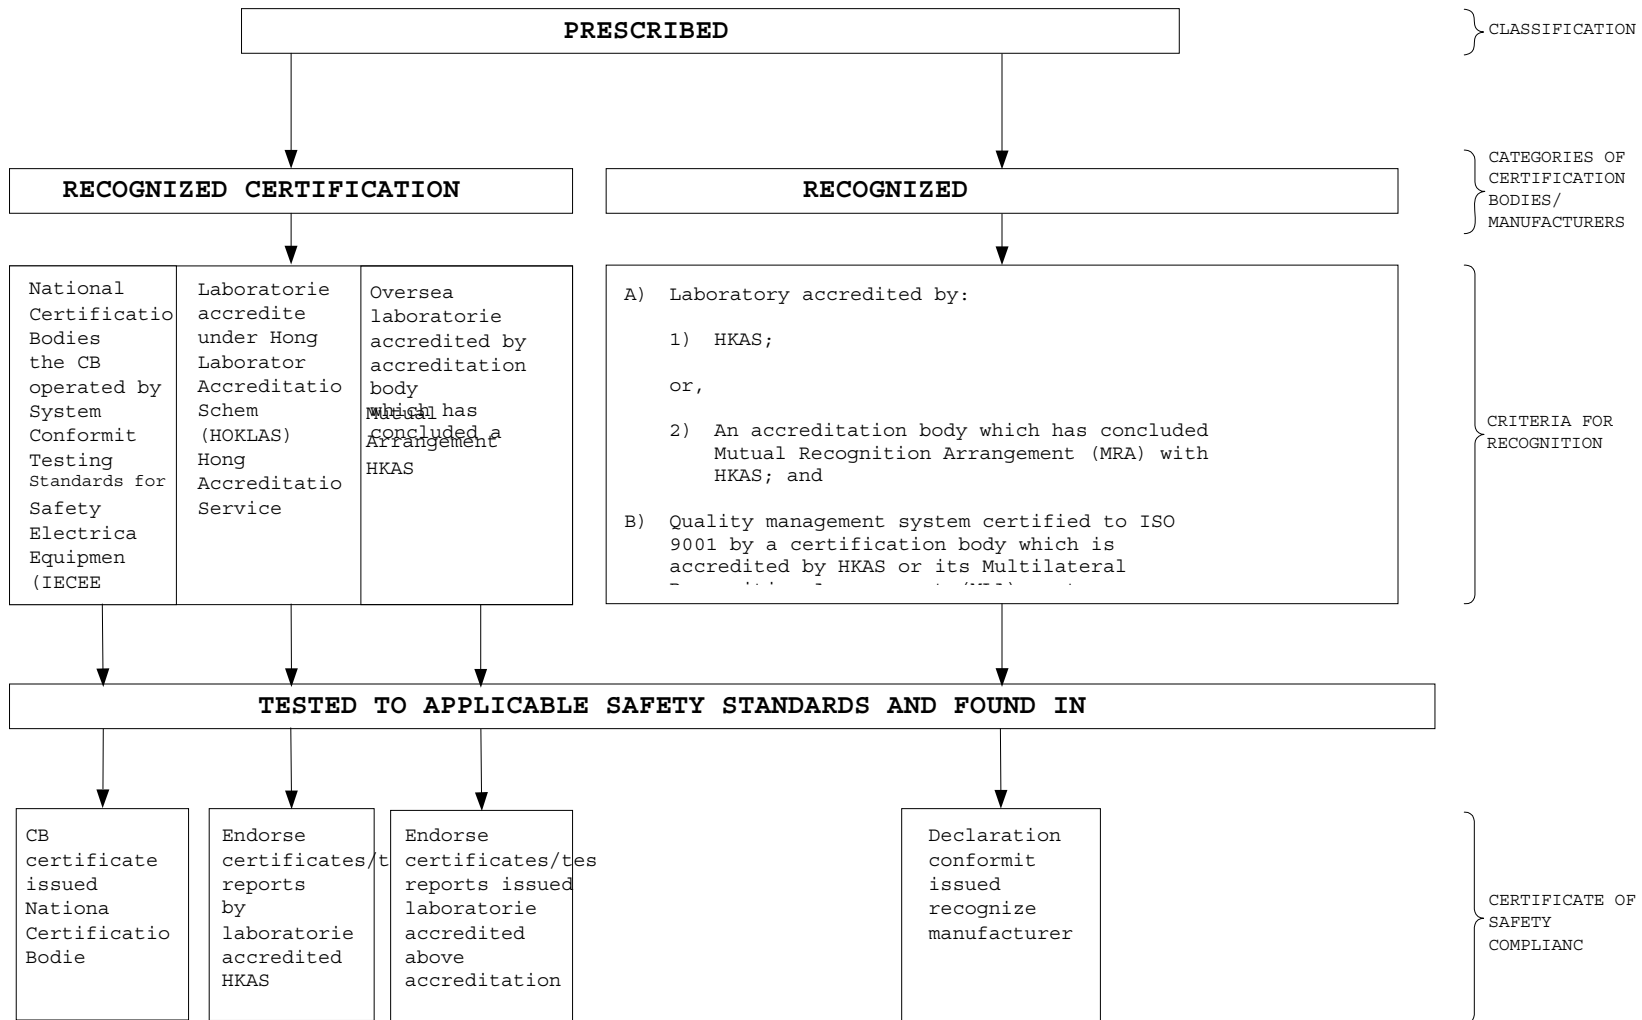 PRESCRIBED
CLASSIFICATION
RECOGNIZED CERTIFICATION
RECOGNIZED
CATEGORIES OF
CERTIFICATION
BODIES/
MANUFACTURERS
National
Certificatio
Bodies
the CB
operated by
System
Conformit
Testing
Standards for
Safety
Electrica
Equipmen
(IECEE
Laboratorie
accredite
under Hong
Laborator
Accreditatio
Schem
(HOKLAS)
Hong
Accreditatio
Service
Oversea
laboratorie
accredited by
accreditation
body
which has
Mutual
concluded a
Arrangement
HKAS
A) Laboratory accredited by:
1) HKAS;
or,
2) An accreditation body which has concluded
Mutual Recognition Arrangement (MRA) with
HKAS; and
B) Quality management system certified to ISO
9001 by a certification body which is
accredited by HKAS or its Multilateral
CRITERIA FOR
RECOGNITION
TESTED TO APPLICABLE SAFETY STANDARDS AND FOUND IN
CB
certificate
issued
Nationa
Certificatio
Bodie
Endorse
certificates/t
reports
by
laboratorie
accredited
HKAS
Endorse
certificates/tes
reports issued
laboratorie
accredited
above
accreditation
Declaration
conformit
issued
recognize
manufacturer
CERTIFICATE OF
SAFETY
COMPLIANC